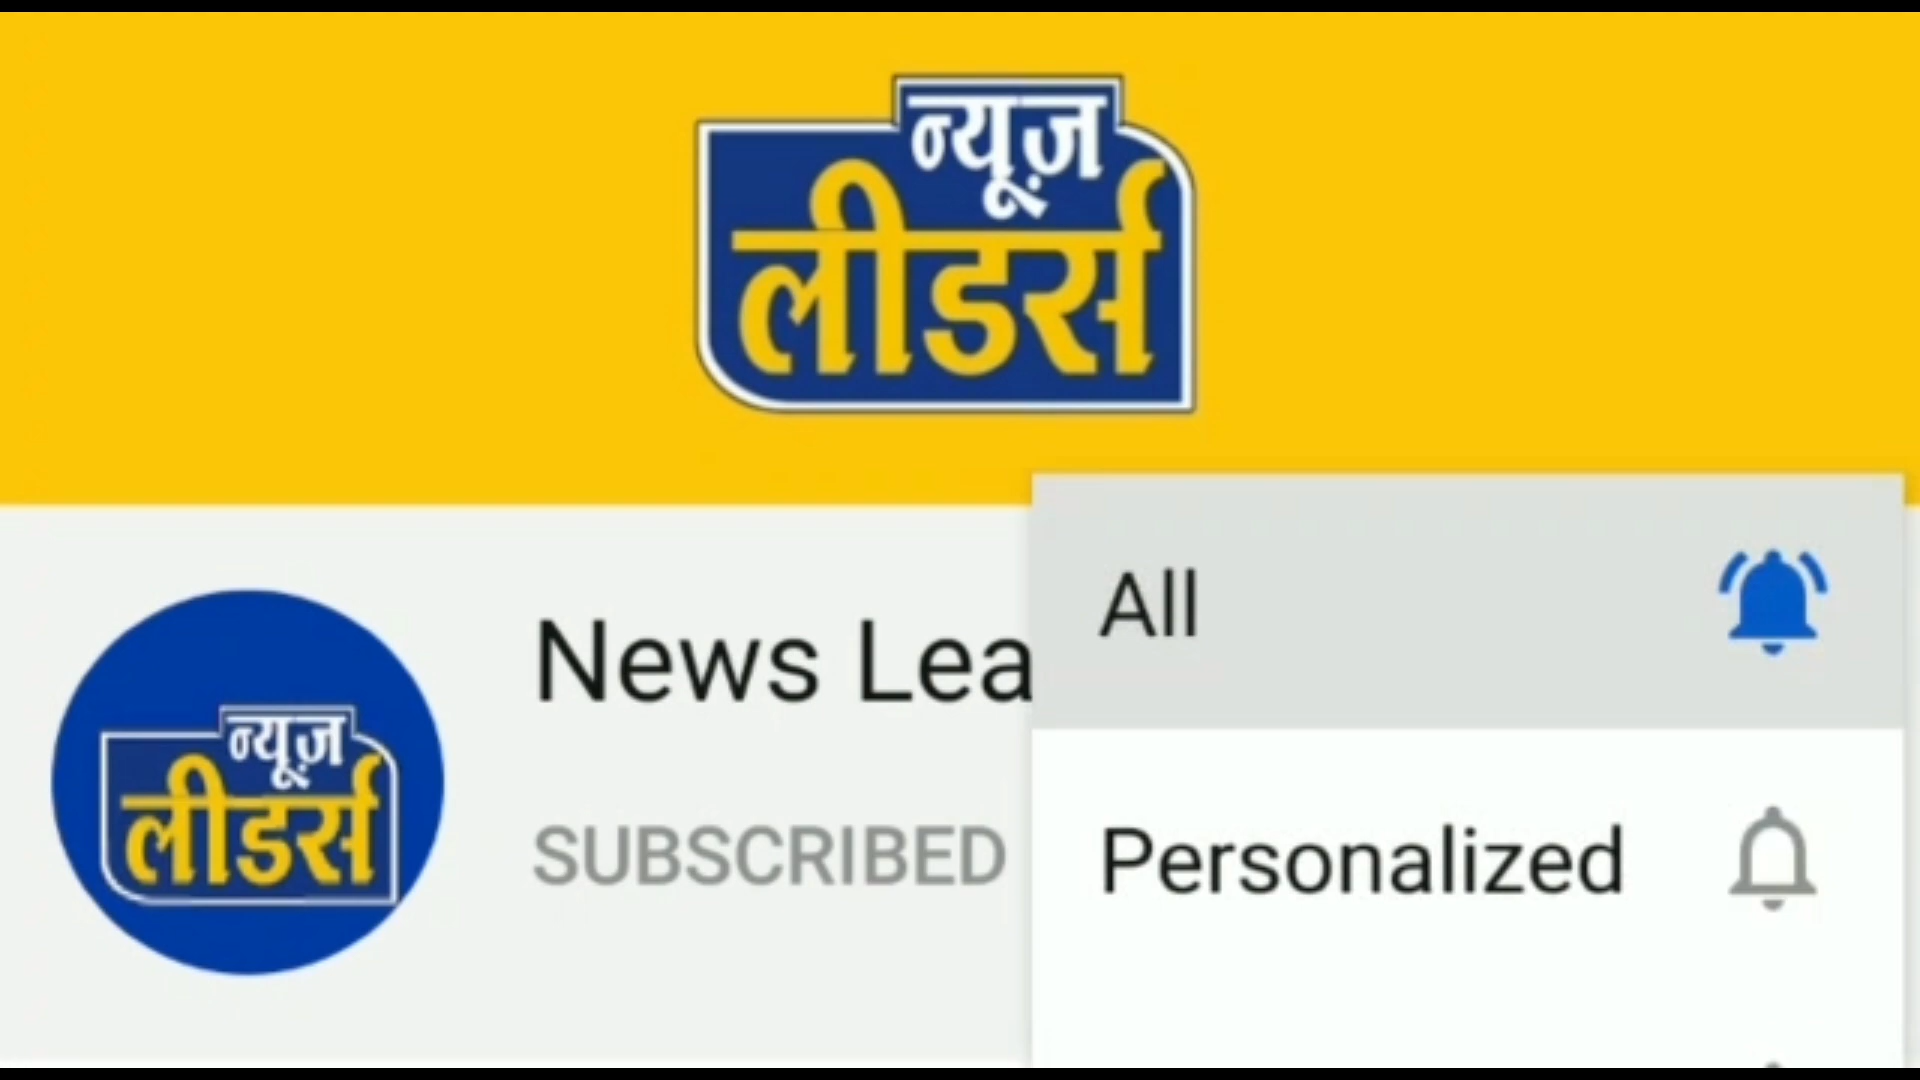 न्यूज़
लीडर्स
News Lea
SUBSCRIBED
All
Personalized
न्यूज़
लीडर्स